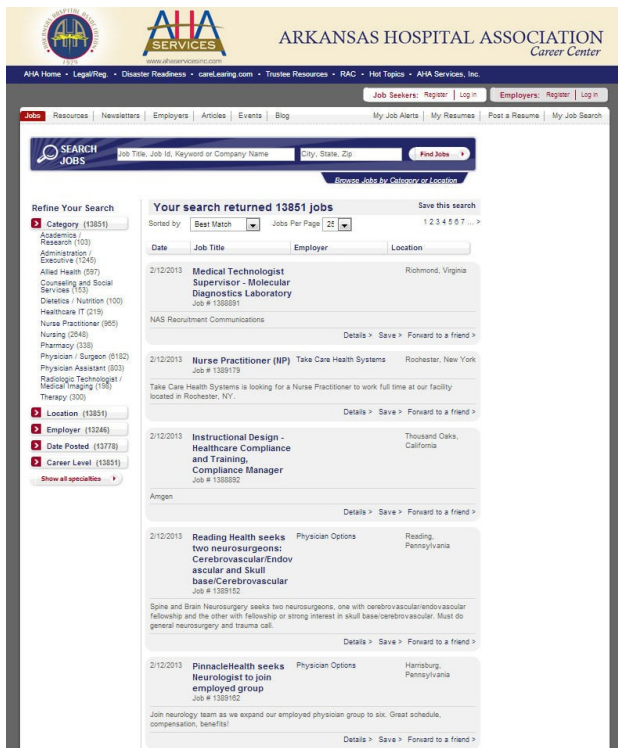 ARKANSAS HOSPITAL ASSOCIATION
1929
AHA
SERVICES
www.ahaservicesinc.com
ARKANSAS HOSPITAL ASSOCIATION
Career Center
AHA Home • Legal/Reg. • Disaster Readiness • careLearing.com • Trustee Resources • RAC • Hot Topics • AHA Services, Inc.
Job Seekers: Register | Log in Employers: Register | Log in
Jobs Resources | Newsletters | Employers | Articles | Events | Blog My Job Alerts | My Resumes | Post a Resume | My Job Search
SEARCH
JOBS
Job Title, Job Id, Keyword or Company Name City, State, Zip Find Jobs
Browse Jobs by Category or Location
Refine Your Search
Category (13851)
Academics /
Research (103)
Administration /
Executive (1245)
Allied Health (597)
Counseling and Social
Services (153)
Dietetics / Nutrition (100)
Healthcare IT (219)
Nurse Practitioner (965)
Nursing (2648)
Pharmacy (338)
Physician / Surgeon (6182)
Physician Assistant (803)
Radiologic Technologist /
Medical Imaging (198)
Therapy (300)
Location (13851)
Employer (13246)
Date Posted (13778)
Career Level (13851)
Show all specialties
Your search returned 13851 jobs Save this search
Sorted by Best Match Jobs Per Page 25 1 2 3 4 5 6 7 ... >
Date Job Title Employer Location
2/12/2013 Medical Technologist Richmond, Virginia
Supervisor - Molecular
Diagnostics Laboratory
Job # 1388891
NAS Recruitment Communications
Details > Save > Forward to a friend >
2/12/2013 Nurse Practitioner (NP) Take Care Health Systems Rochester, New York
Job # 1389179
Take Care Health Systems is looking for a Nurse Practitioner to work full time at our facility
located in Rochester, NY.
Details > Save > Forward to a friend >
2/12/2013 Instructional Design - Thousand Oaks,
Healthcare Compliance California
and Training,
Compliance Manager
Job # 1388892
Amgen
Details > Save > Forward to a friend >
2/12/2013 Reading Health seeks Physician Options Reading,
two neurosurgeons: Pennsylvania
Cerebrovascular/Endov
ascular and Skull
base/Cerebrovascular
Job # 1389152
Spine and Brain Neurosurgery seeks two neurosurgeons, one with cerebrovascular/endovasoular
fellowship and the other with fellowship or strong interest in skull base/cerebrovascular. Must do
general neurosurgery and trauma call.
Details > Save > Forward to a friend >
2/12/2013 PinnacleHealth seeks Physician Options Harrisburg,
Neurologist to join Pennsylvania
employed group
Job # 1389162
Join neurology team as we expand our employed physician group to six. Great schedule,
compensation, benefits!
Details > Save > Forward to a friend >